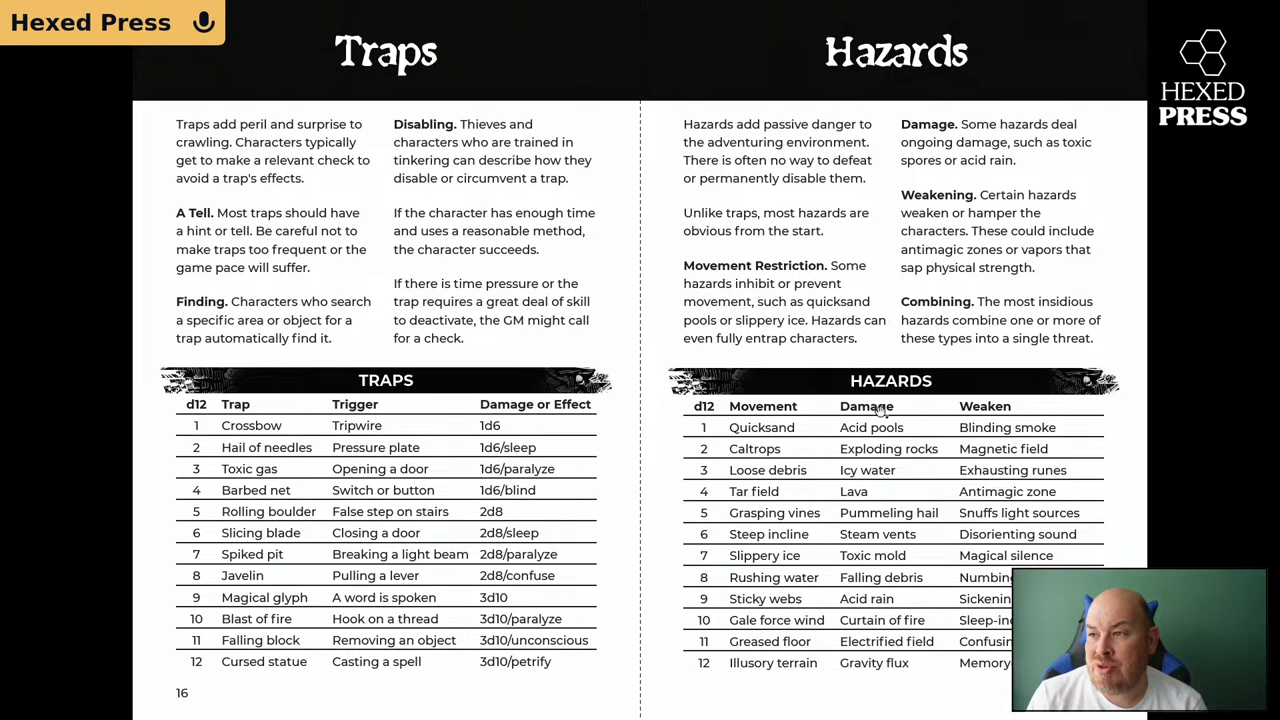 Hexed Press
HEXED
PRESS
Traps
Traps add peril and surprise to
crawling. Characters typically
get to make a relevant check to
avoid a trap's effects.
A Tell. Most traps should have
a hint or tell. Be careful not to
make traps too frequent or the
game pace will suffer.
Finding. Characters who search
a specific area or object for a
trap automatically find it.
Disabling. Thieves and
characters who are trained in
tinkering can describe how they
disable or circumvent a trap.
If the character has enough time
and uses a reasonable method,
the character succeeds.
If there is time pressure or the
trap requires a great deal of skill
to deactivate, the GM might call
for a check.
TRAPS
d12 Trap Trigger Damage or Effect
1 Crossbow Tripwire 1d6
2 Hail of needles Pressure plate 1d6/sleep
3 Toxic gas Opening a door 1d6/paralyze
4 Barbed net Switch or button 1d6/blind
5 Rolling boulder False step on stairs 2d8
6 Slicing blade Closing a door 2d8/sleep
7 Spiked pit Breaking a light beam 2d8/paralyze
8 Javelin Pulling a lever 2d8/confuse
9 Magical glyph A word is spoken 3d10
10 Blast of fire Hook on a thread 3d10/paralyze
11 Falling block Removing an object 3d10/unconscious
12 Cursed statue Casting a spell 3d10/petrify
16
Hazards
Hazards add passive danger to
the adventuring environment.
There is often no way to defeat
or permanently disable them.
Unlike traps, most hazards are
obvious from the start.
Movement Restriction. Some
hazards inhibit or prevent
movement, such as quicksand
pools or slippery ice. Hazards can
even fully entrap characters.
Damage. Some hazards deal
ongoing damage, such as toxic
spores or acid rain.
Weakening. Certain hazards
weaken or hamper the
characters. These could include
antimagic zones or vapors that
sap physical strength.
Combining. The most insidious
hazards combine one or more of
these types into a single threat.
HAZARDS
d12 Movement Damage Weaken
1 Quicksand Acid pools Blinding smoke
2 Caltrops Exploding rocks Magnetic field
3 Loose debris Icy water Exhausting runes
4 Tar field Lava Antimagic zone
5 Grasping vines Pummeling hail Snuffs light sources
6 Steep incline Steam vents Disorienting sound
7 Slippery ice Toxic mold Magical silence
8 Rushing water Falling debris
9 Sticky webs Acid rain
10 Gale force wind Curtain of fire
11 Greased floor Electrified field
12 Illusory terrain Gravity flux